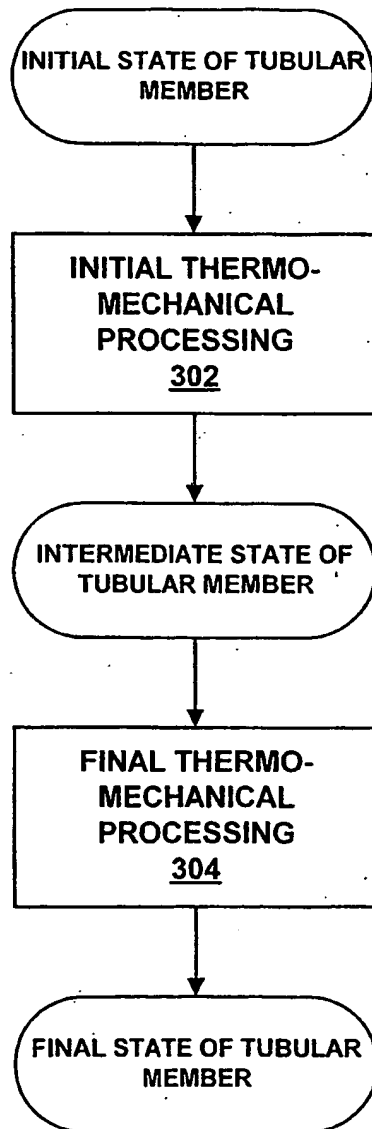 INITIAL STATE OF TUBULAR
MEMBER
INITIAL THERMO-
MECHANICAL
PROCESSING
302
INTERMEDIATE STATE OF
TUBULAR MEMBER
FINAL THERMO-
MECHANICAL
PROCESSING
304
FINAL STATE OF TUBULAR
MEMBER